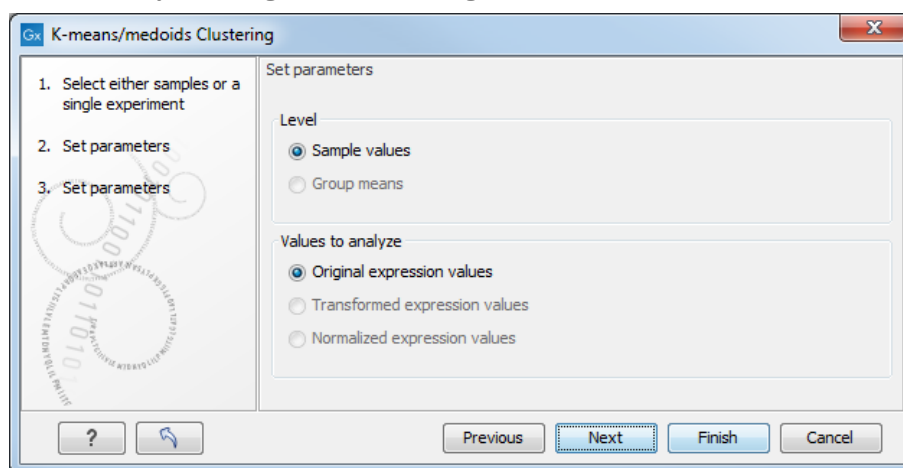 Gx K-means/medoids Clustering
X
1. Select either samples or a
single experiment
2. Set parameters
3. Set parameters
Set parameters
Level
Sample values
Group means
Values to analyze
Original expression values
Transformed expression values
Normalized expression values
?
Previous
Next
Finish
Cancel